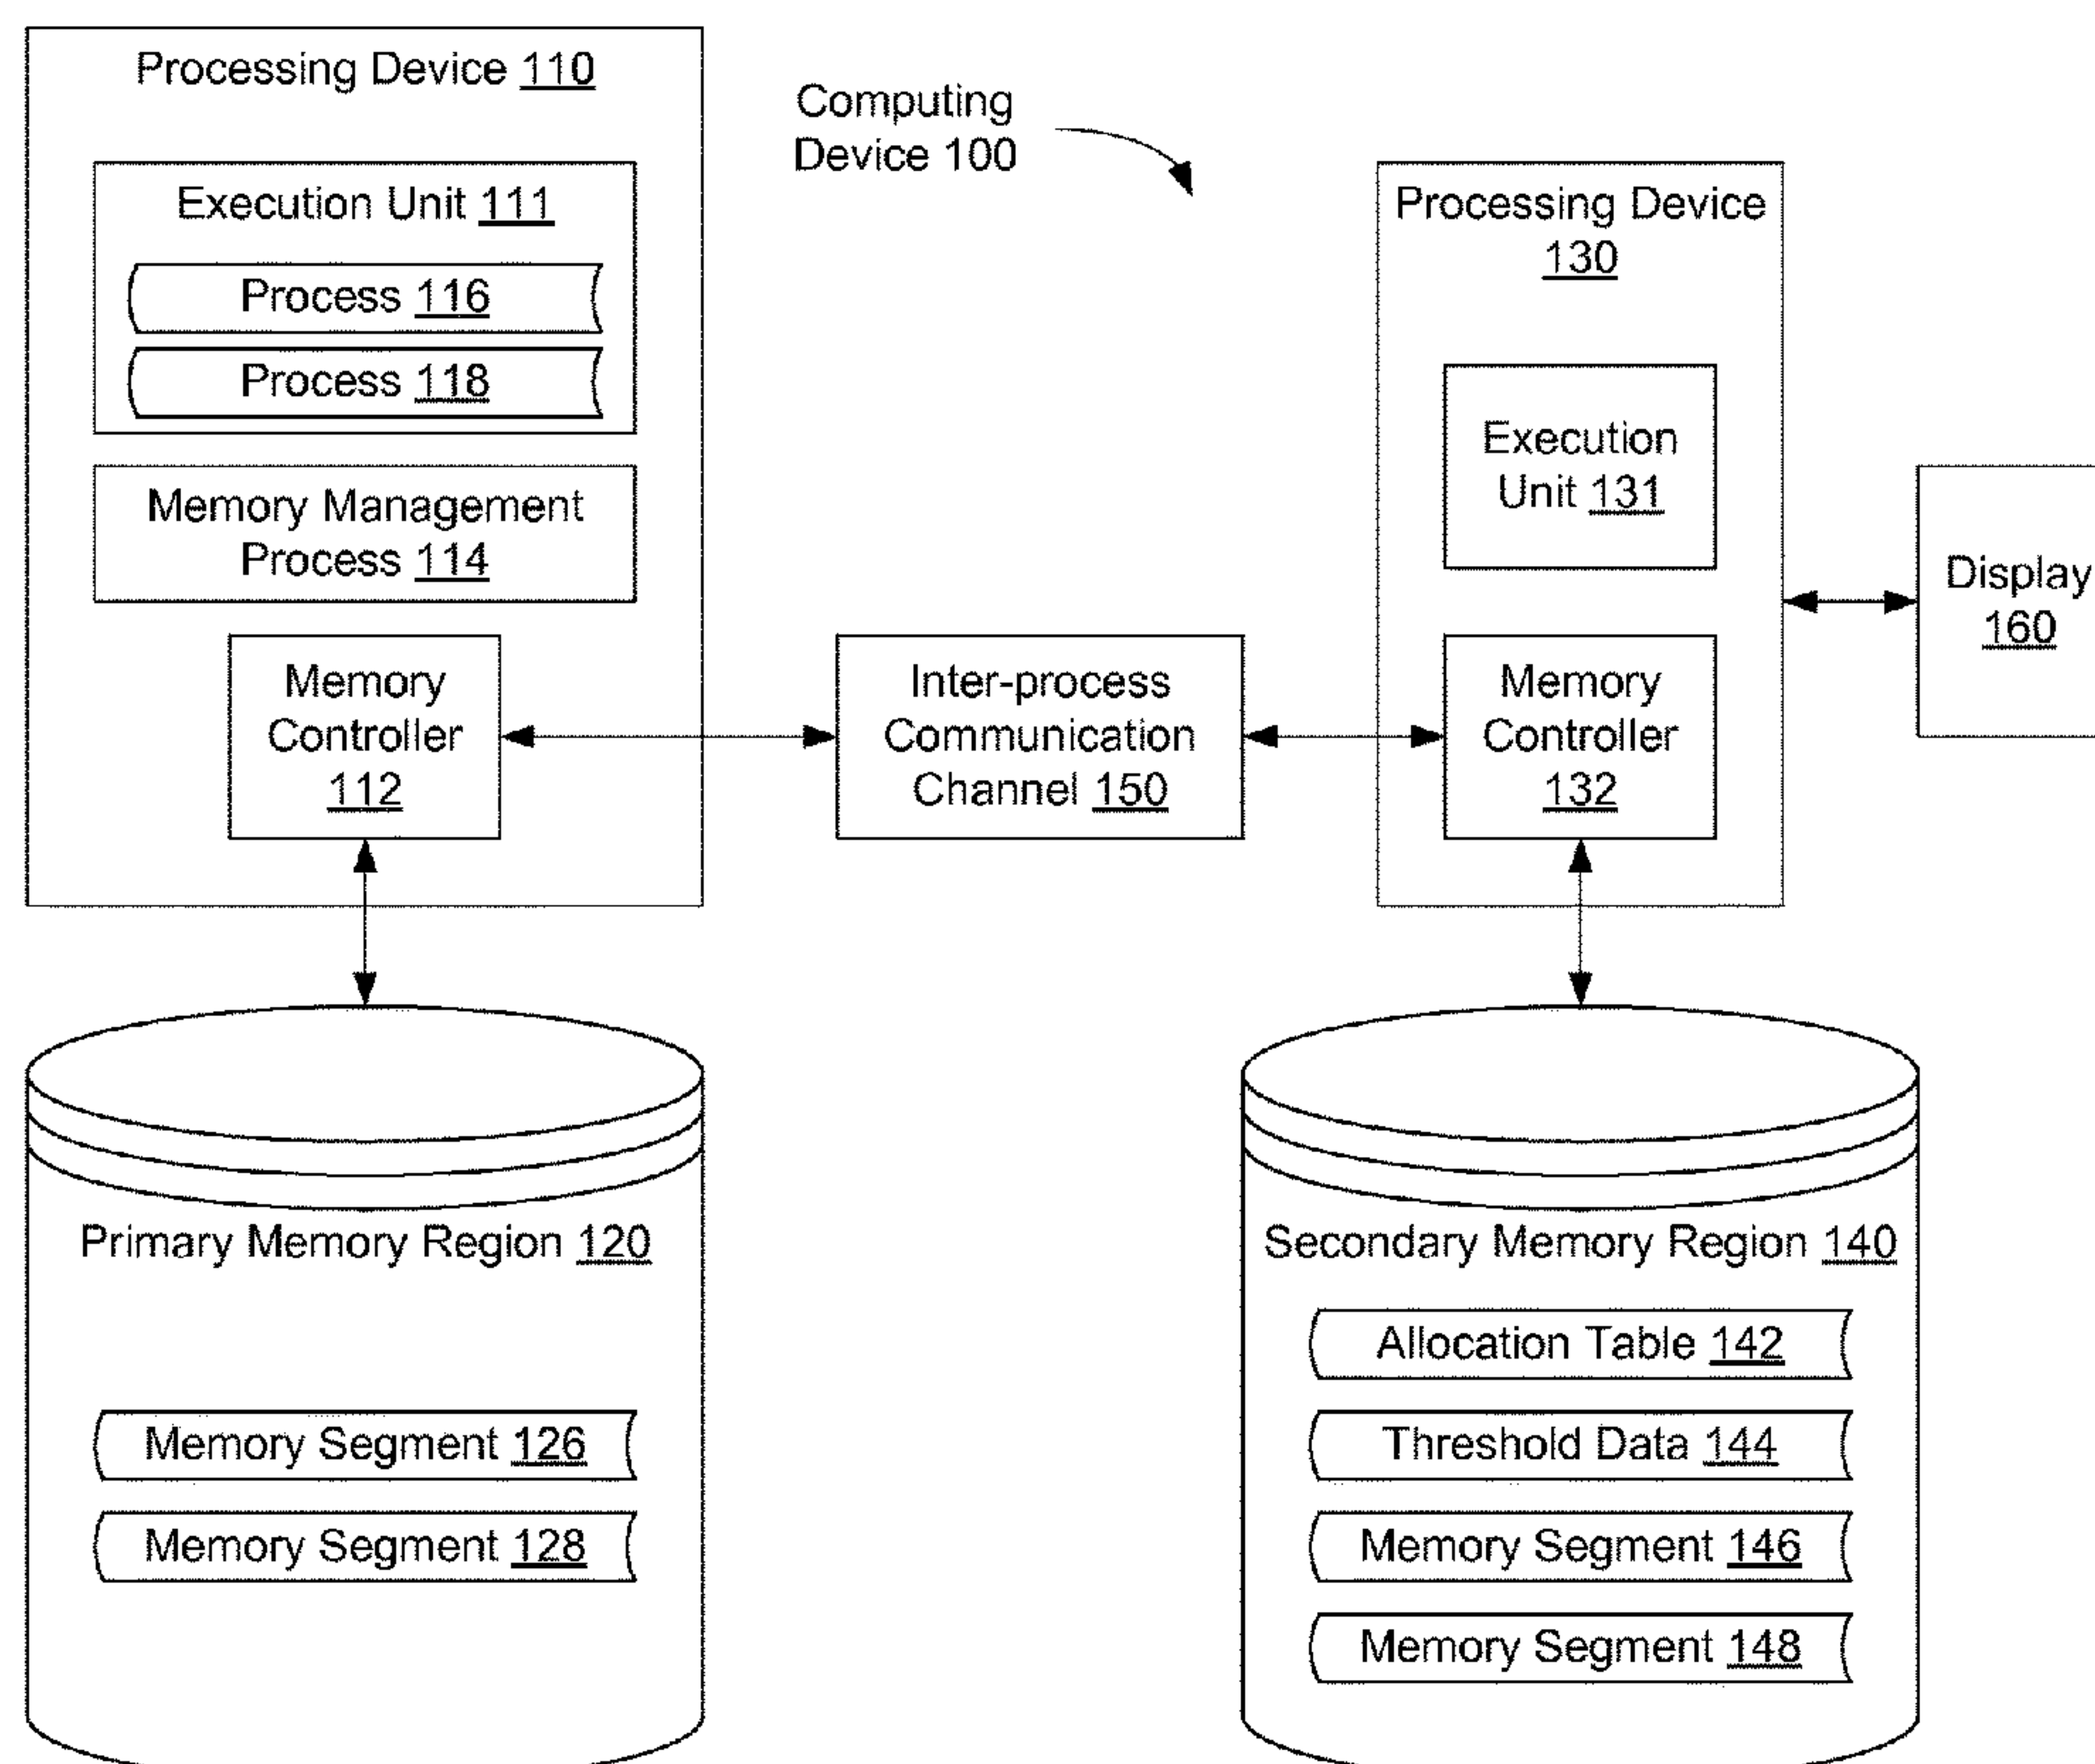 Processing Device 110
Execution Unit 111
Process 116
Process 118
Memory Management
Process 114
Memory
Controller
112
Computing
Device 100
Inter-process
Communication
Channel 150
Processing Device
130
Execution
Unit 131
Memory
Controller
132
Display
160
Primary Memory Region 120
Memory Segment 126
Memory Segment 128
Secondary Memory Region 140
Allocation Table 142
Threshold Data 144
Memory Segment 146
Memory Segment 148